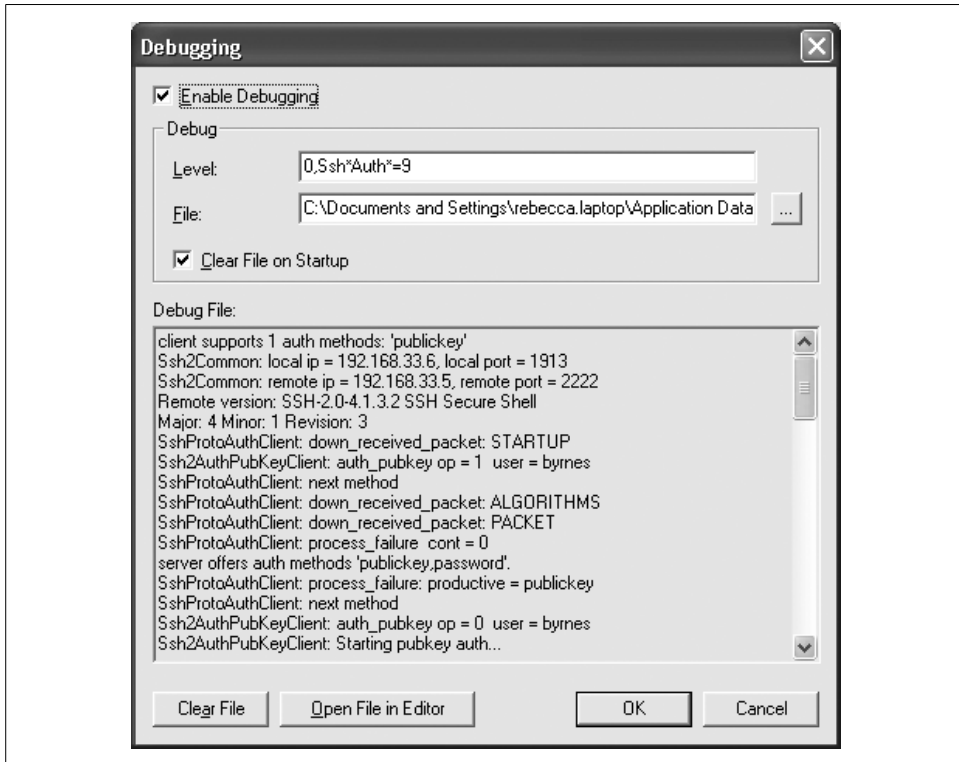 Debugging
Enable Debugging
Debug
Level:
0,Ssh*Auth*=9
File:
C:\Documents and Settings\rebecca.laptop\Application Data
...
Clear File on Startup
Debug File:
client supports 1 auth methods: 'publickey'
Ssh2Common: local ip = 192.168.33.6, local port = 1913
Ssh2Common: remote ip = 192.168.33.5, remote port = 2222
Remote version: SSH-2.0-4.1.3.2 SSH Secure Shell
Major: 4 Minor: 1 Revision: 3
SshProtoAuthClient: down_received_packet: STARTUP
Ssh2AuthPubKeyClient: auth_pubkey op = 1  user = byrnes
SshProtoAuthClient: next method
SshProtoAuthClient: down_received_packet: ALGORITHMS
SshProtoAuthClient: down_received_packet: PACKET
SshProtoAuthClient: process_failure  cont = 0
server offers auth methods 'publickey,password'.
SshProtoAuthClient: process_failure: productive = publickey
SshProtoAuthClient: next method
Ssh2AuthPubKeyClient: auth_pubkey op = 0  user = byrnes
Ssh2AuthPubKeyClient: Starting pubkey auth...
Clear File
Open File in Editor
OK
Cancel